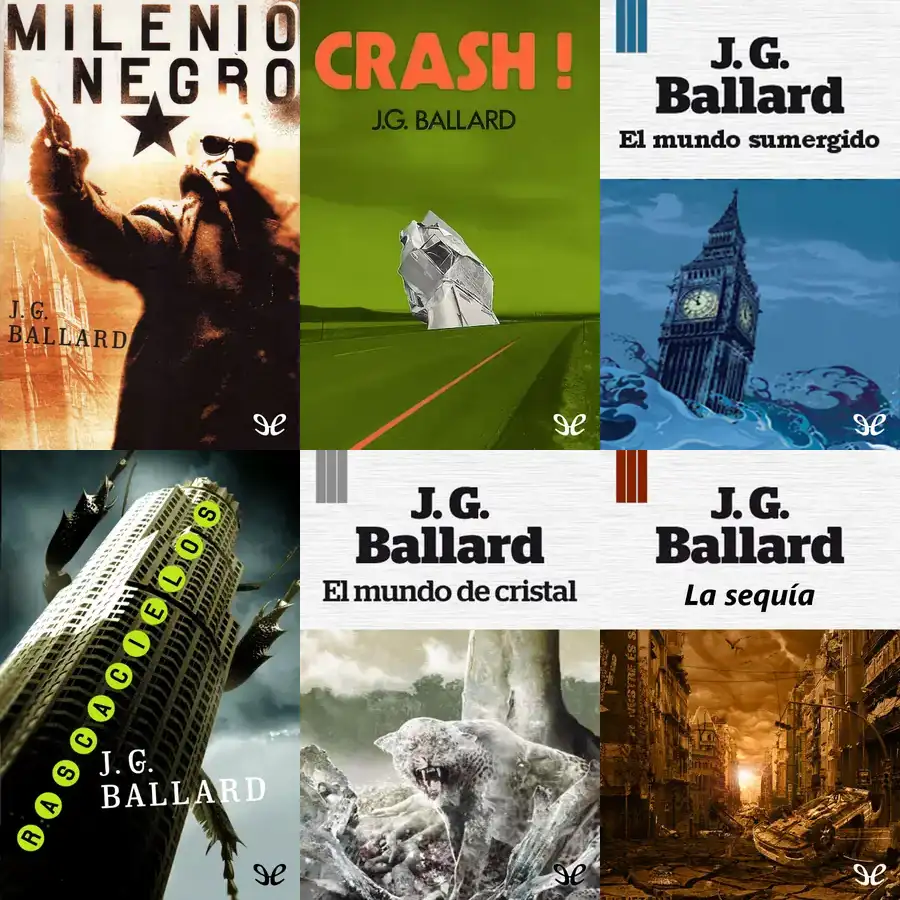 MILENIO
NEGRO
J. G.
BALLARD
CRASH !
J.G. BALLARD
J. G.
Ballard
El mundo sumergido
RASCACIELOS
J. G.
BALLARD
J. G.
Ballard
El mundo de cristal
J. G.
Ballard
La sequía